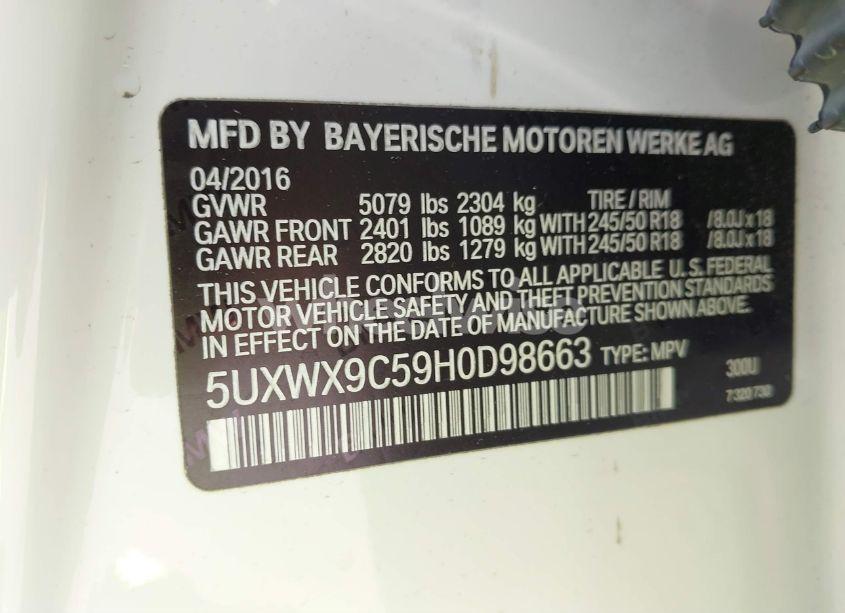 MFD BY BAYERISCHE MOTOREN WERKE AG
04/2016
GVWR 5079 lbs 2304 kg TIRE / RIM
GAWR FRONT 2401 lbs 1089 kg WITH 245/50 R18 /8.0J x 18
GAWR REAR 2820 lbs 1279 kg WITH 245/50 R18 /8.0J x 18
THIS VEHICLE CONFORMS TO ALL APPLICABLE U.S. FEDERAL
MOTOR VEHICLE SAFETY AND THEFT PREVENTION STANDARDS
IN EFFECT ON THE DATE OF MANUFACTURE SHOWN ABOVE.
5UXWX9C59H0D98663 TYPE: MPV 300U
7 320 730